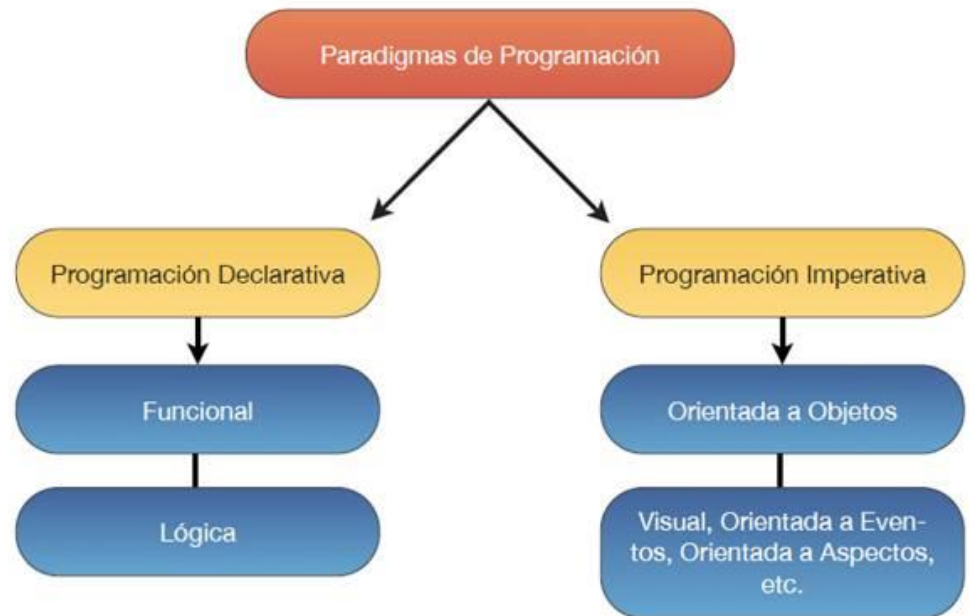 Paradigmas de Programación
Programación Declarativa
Programación Imperativa
Funcional
Orientada a Objetos
Lógica
Visual, Orientada a Even-
tos, Orientada a Aspectos,
etc.